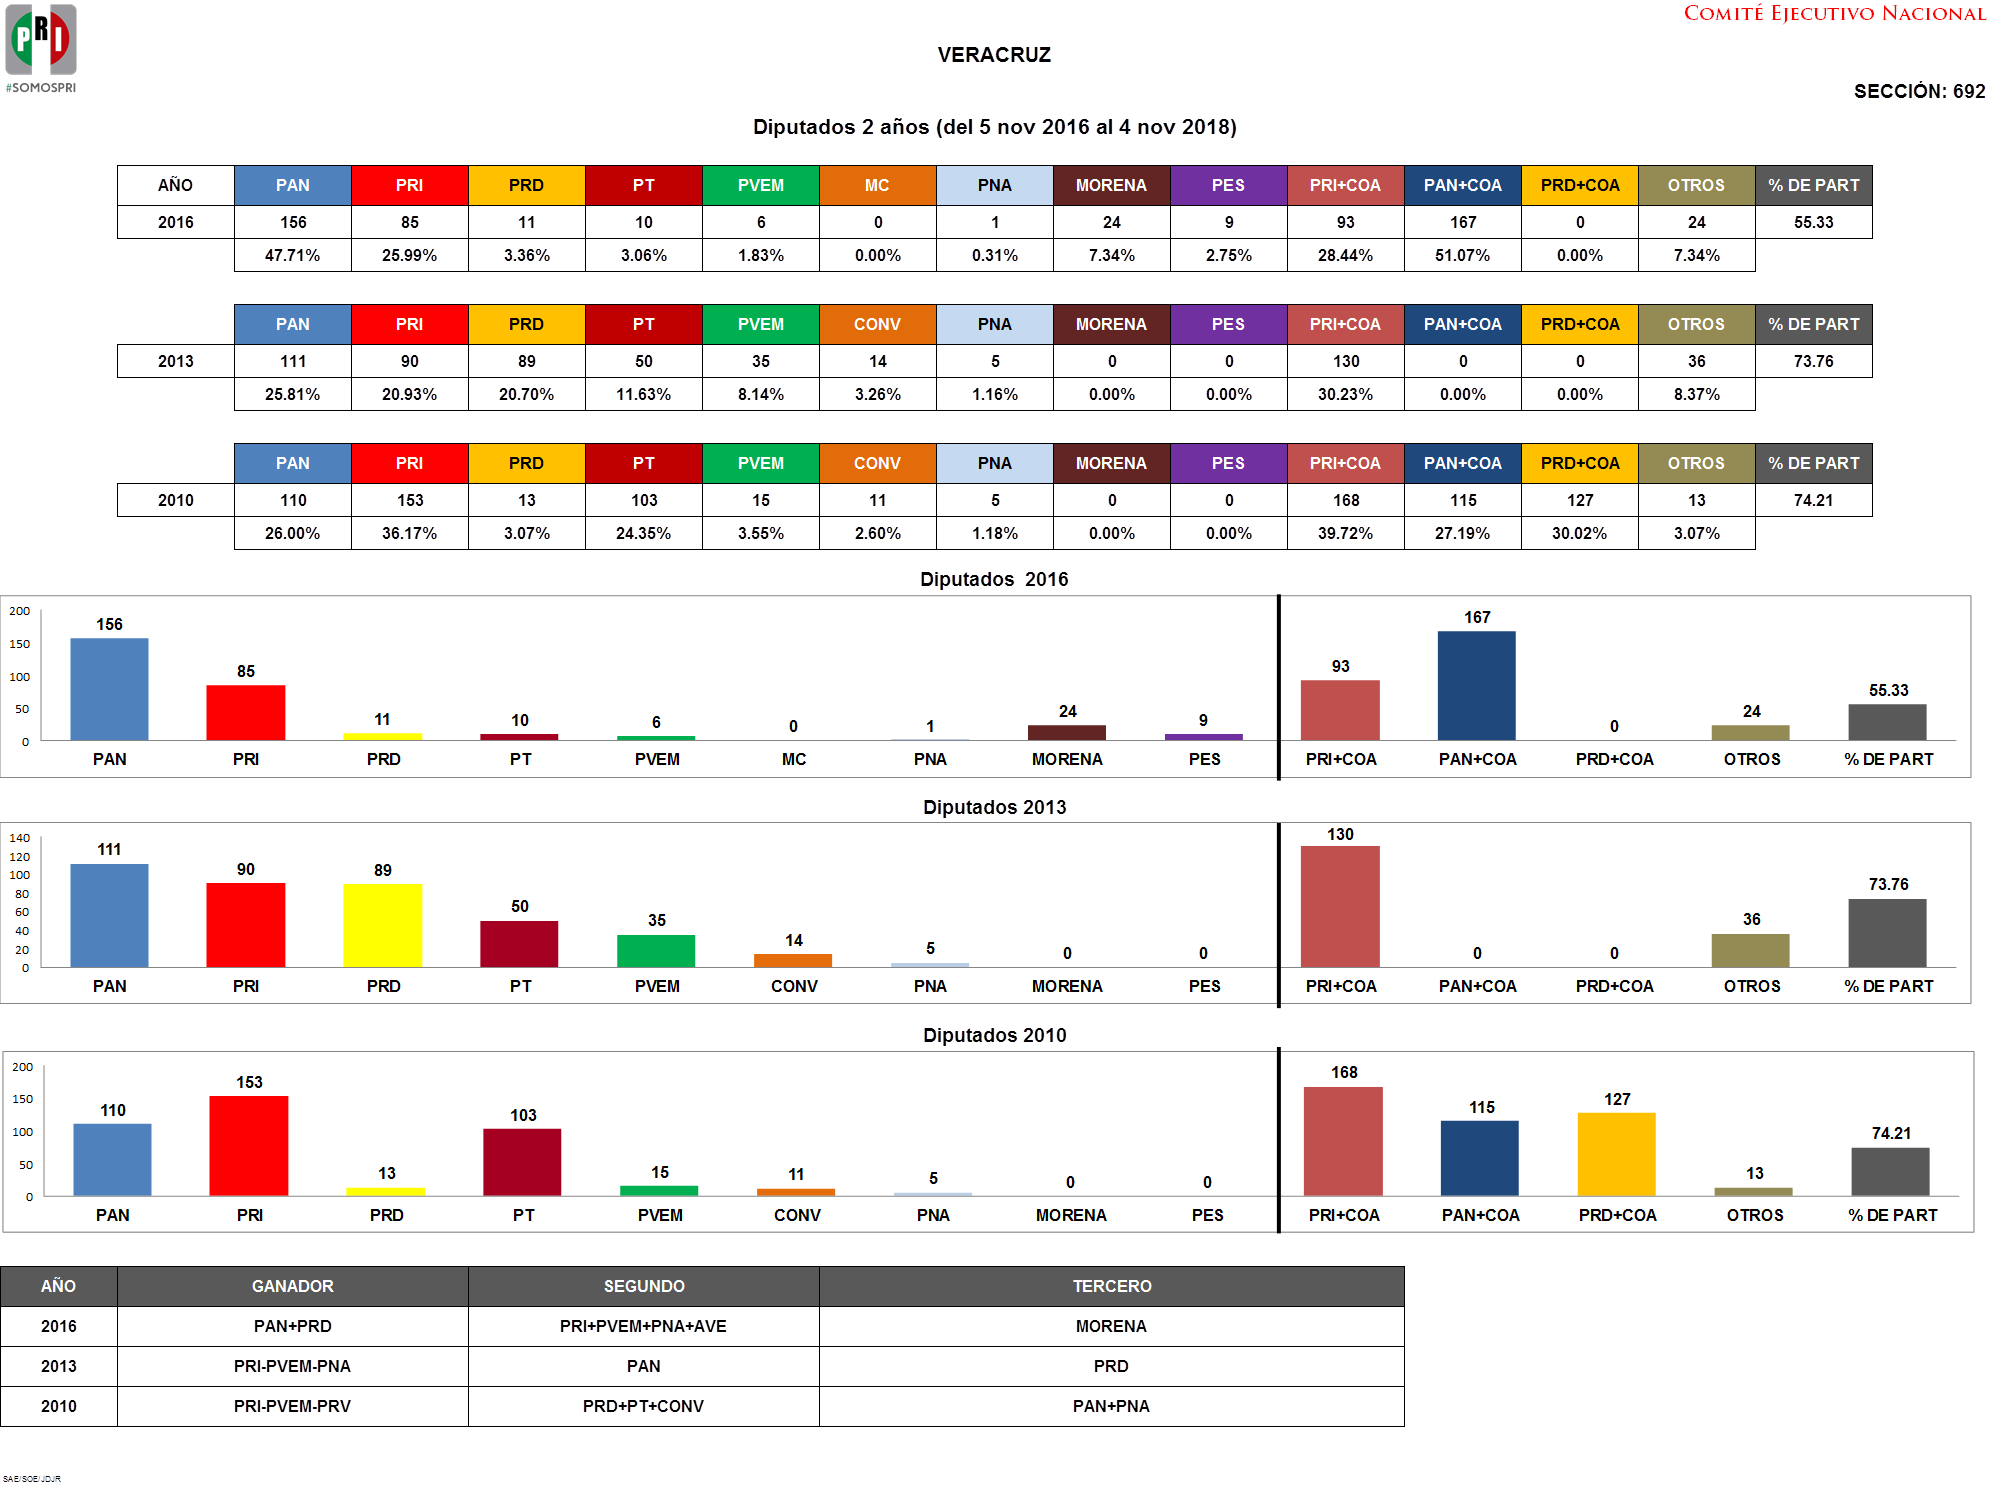 COMITÉ EJECUTIVO NACIONAL
PRI
#SOMOSPRI
VERACRUZ
SECCIÓN: 692
Diputados 2 años (del 5 nov 2016 al 4 nov 2018)
AÑO PAN PRI PRD PT PVEM MC PNA MORENA PES PRI+COA PAN+COA PRD+COA OTROS % DE PART
2016 156 85 11 10 6 0 1 24 9 93 167 0 24 55.33
47.71% 25.99% 3.36% 3.06% 1.83% 0.00% 0.31% 7.34% 2.75% 28.44% 51.07% 0.00% 7.34%
PAN PRI PRD PT PVEM CONV PNA MORENA PES PRI+COA PAN+COA PRD+COA OTROS % DE PART
2013 111 90 89 50 35 14 5 0 0 130 0 0 36 73.76
25.81% 20.93% 20.70% 11.63% 8.14% 3.26% 1.16% 0.00% 0.00% 30.23% 0.00% 0.00% 8.37%
PAN PRI PRD PT PVEM CONV PNA MORENA PES PRI+COA PAN+COA PRD+COA OTROS % DE PART
2010 110 153 13 103 15 11 5 0 0 168 115 127 13 74.21
26.00% 36.17% 3.07% 24.35% 3.55% 2.60% 1.18% 0.00% 0.00% 39.72% 27.19% 30.02% 3.07%
Diputados 2016
200
150
100
50
0
156 85 11 10 6 0 1 24 9 93 167 0 24 55.33
PAN PRI PRD PT PVEM MC PNA MORENA PES PRI+COA PAN+COA PRD+COA OTROS % DE PART
Diputados 2013
140
120
100
80
60
40
20
0
111 90 89 50 35 14 5 0 0 130 0 0 36 73.76
PAN PRI PRD PT PVEM CONV PNA MORENA PES PRI+COA PAN+COA PRD+COA OTROS % DE PART
Diputados 2010
200
150
100
50
0
110 153 13 103 15 11 5 0 0 168 115 127 13 74.21
PAN PRI PRD PT PVEM CONV PNA MORENA PES PRI+COA PAN+COA PRD+COA OTROS % DE PART
AÑO GANADOR SEGUNDO TERCERO
2016 PAN+PRD PRI+PVEM+PNA+AVE MORENA
2013 PRI-PVEM-PNA PAN PRD
2010 PRI-PVEM-PRV PRD+PT+CONV PAN+PNA
SAE/SOE/JDJR